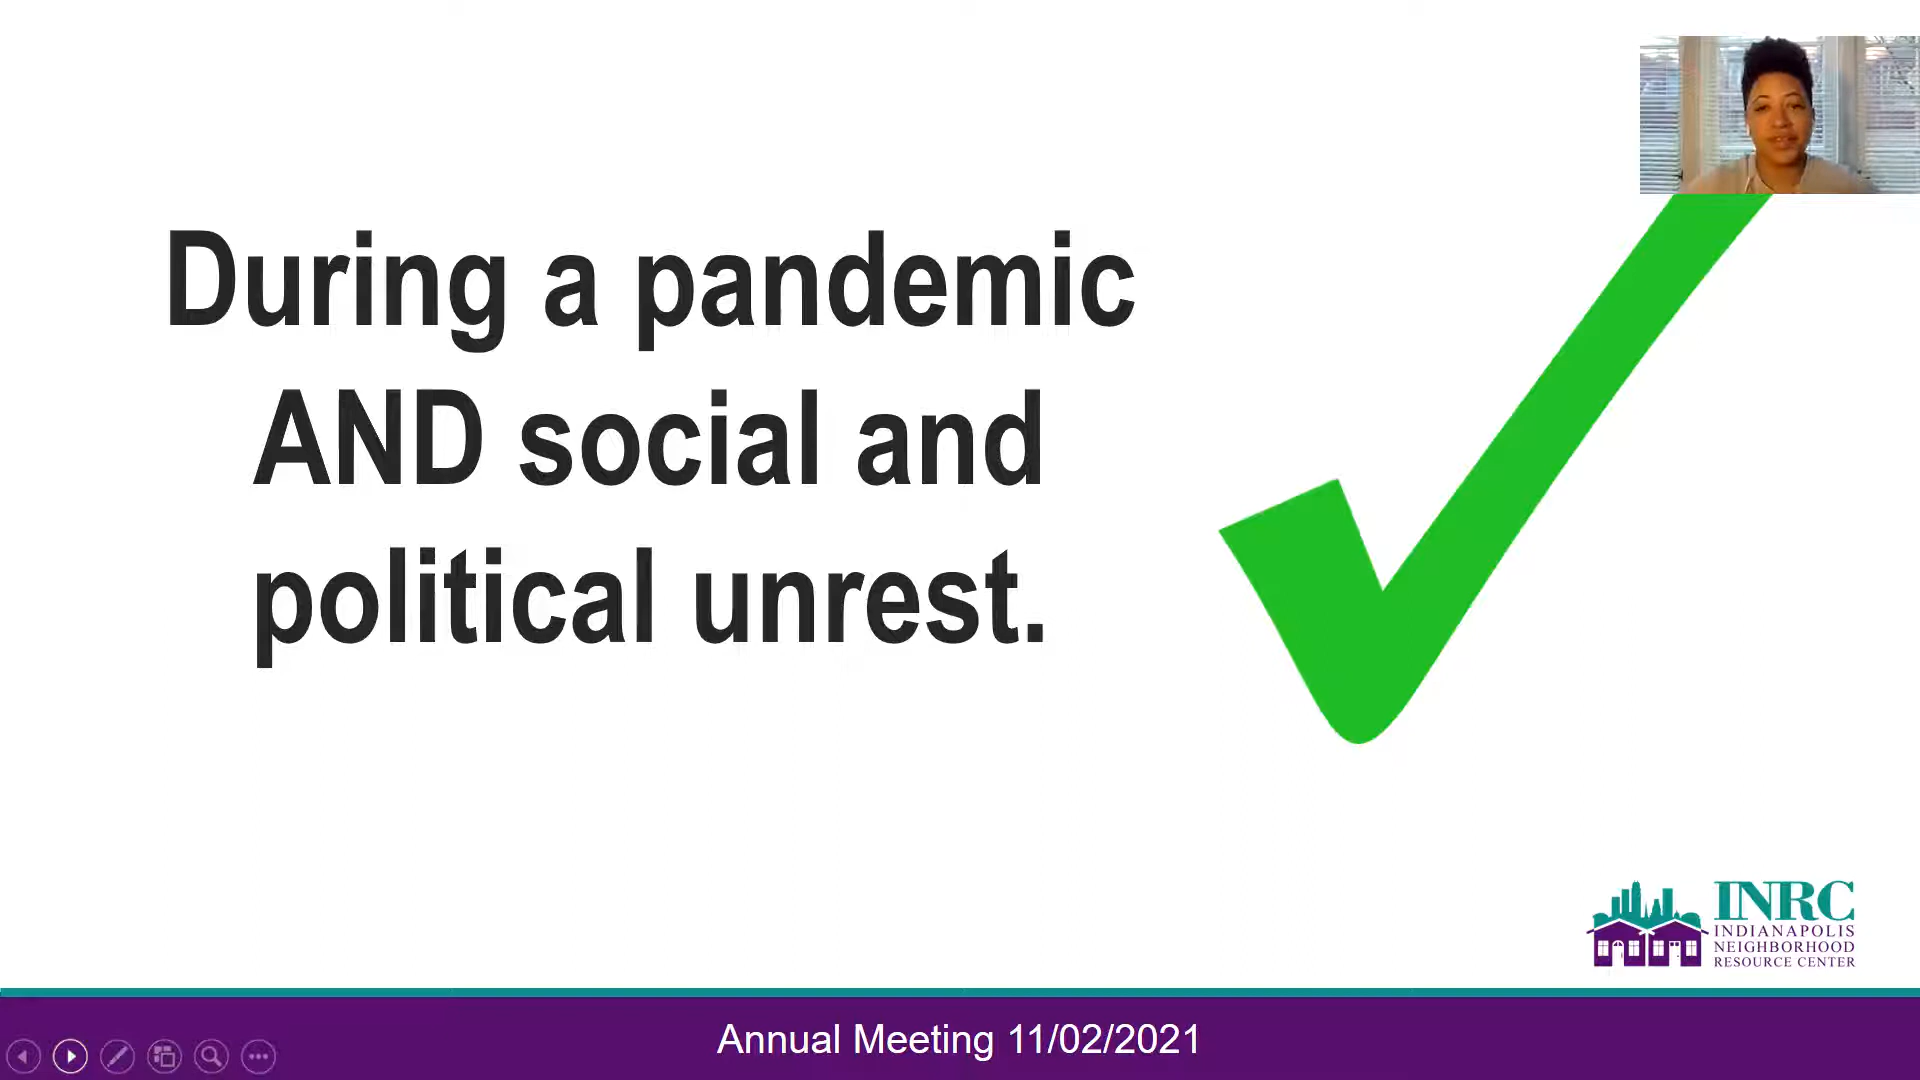 During a pandemic
AND social and
political unrest.
INRC
INDIANAPOLIS
NEIGHBORHOOD
RESOURCE CENTER
Annual Meeting 11/02/2021